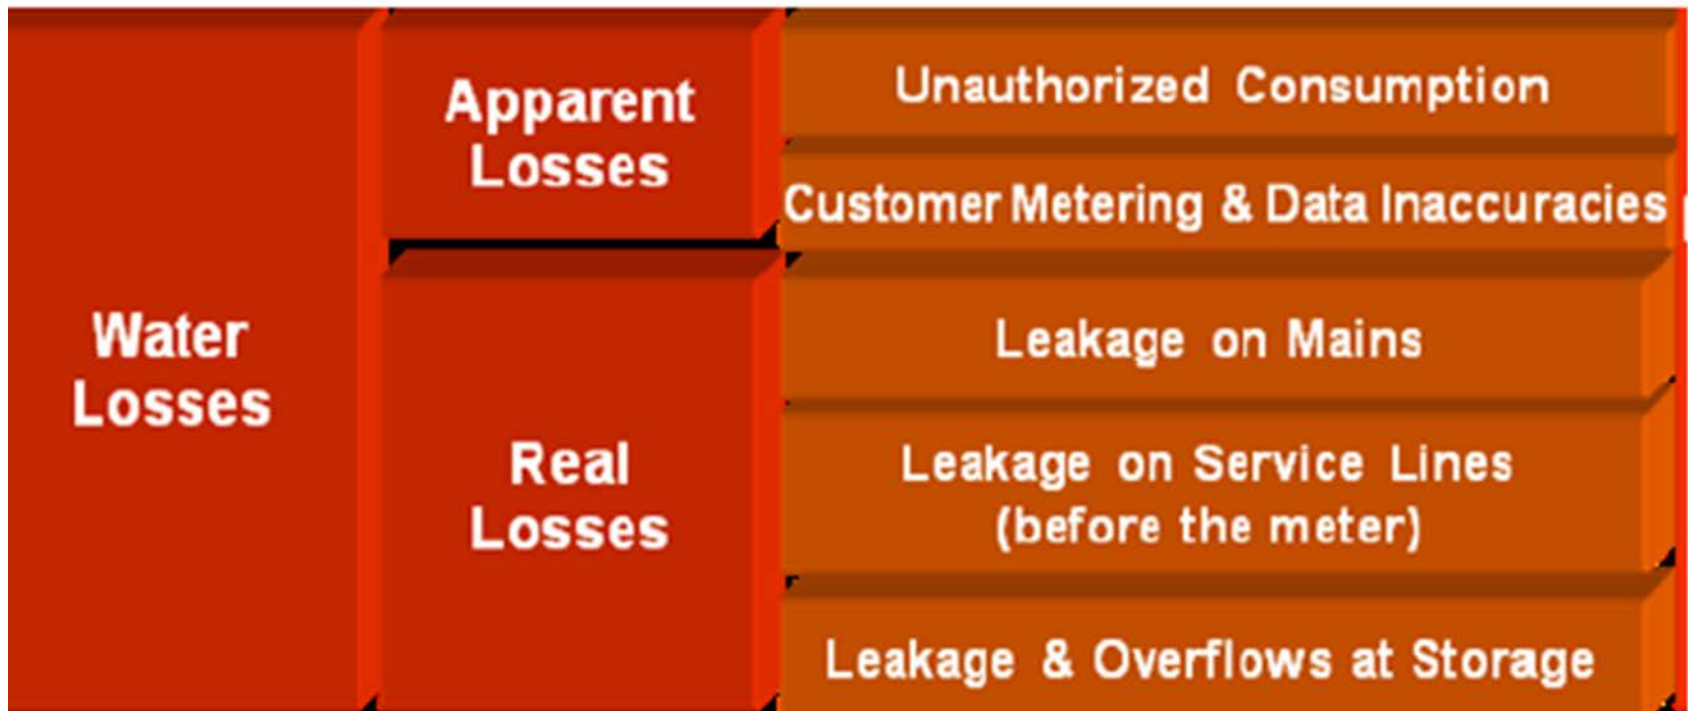 Water
Losses
Apparent
Losses
Real
Losses
Unauthorized Consumption
Customer Metering & Data Inaccuracies
Leakage on Mains
Leakage on Service Lines
(before the meter)
Leakage & Overflows at Storage